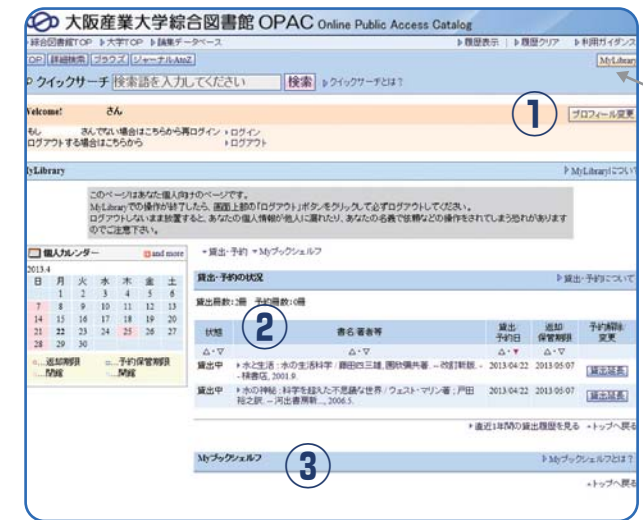 大阪産業大学綜合図書館 OPAC Online Public Access Catalog
綜合図書館TOP 大学TOP 論集データベース 履歴表示 | 履歴クリア 利用ガイダンス
OP 詳細検索 ブラウズ ジャーナルAtoZ MyLibrary
クイックサーチ 検索語を入力してください 検索 クイックサーチとは?
Welcome! さん ① プロフィール変更
もし さんでない場合はこちらから再ログイン ログイン
ログアウトする場合はこちらから ログアウト
MyLibrary MyLibraryについて
このページはあなた個人向けのページです。
MyLibraryでの操作が終了したら、画面上部の「ログアウト」ボタンをクリックして必ずログアウトしてください。
ログアウトしないまま放置すると、あなたの個人情報が他人に漏れたり、あなたの名義で依頼などの操作をされてしまう恐れがあります
のでご注意下さい。
個人カレンダー and more 貸出・予約 Myブックシェルフ
2013.4
日 月 火 水 木 金 土
1 2 3 4 5 6
7 8 9 10 11 12 13
14 15 16 17 18 19 20
21 22 23 24 25 26 27
28 29 30
...返却期限 ...予約保管期限
...閉館 ...閉館
貸出・予約の状況 貸出・予約について
貸出冊数:2冊 予約冊数:0冊
状態 ② 書名 著者等 貸出予約日 返却保管期限 予約解除変更
△・▽ △・▽ △・▼ △・▽
貸出中 水と生活 : 水の生活科学 / 藤田四三雄, 園欣彌共著. -- 改訂新版. - 2013/04/22 2013/05/07 貸出延長
- 槇書店, 2001.9.
貸出中 水の神秘 : 科学を超えた不思議な世界 / ウェスト・マリン著 ; 戸田 2013/04/22 2013/05/07 貸出延長
裕之訳. -- 河出書房新..., 2006.5.
直近1年間の貸出履歴を見る トップへ戻る
Myブックシェルフ ③ Myブックシェルフとは?
トップへ戻る